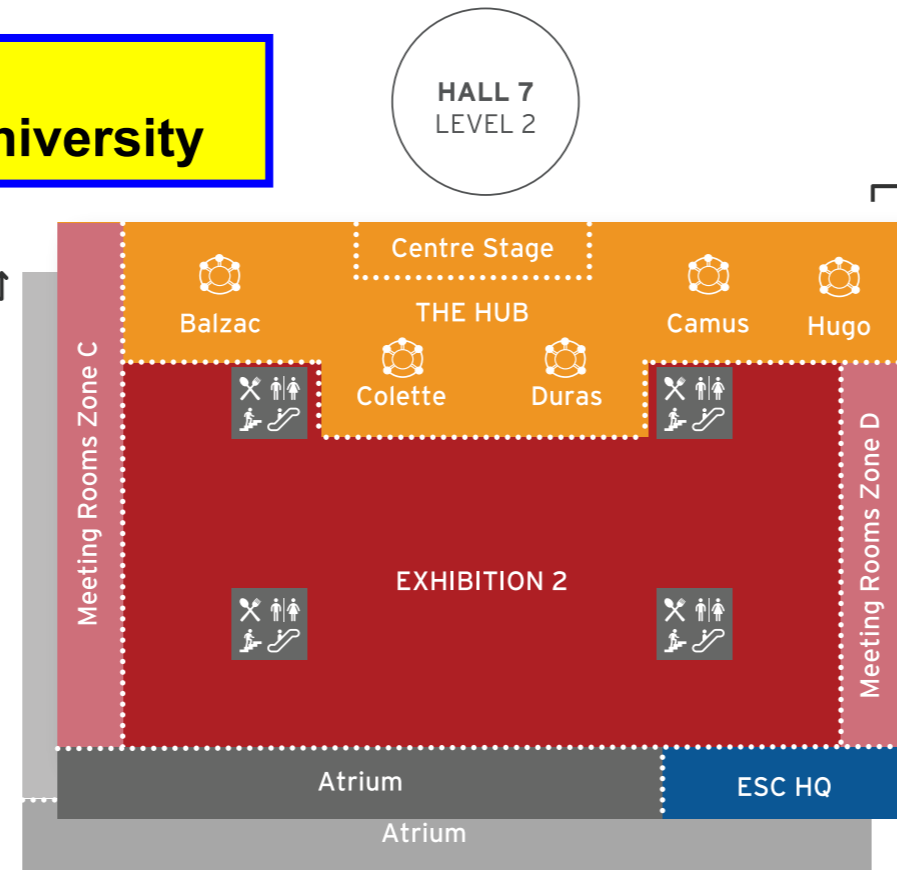 niversity
HALL 7
LEVEL 2
Centre Stage
THE HUB
Balzac
Camus
Hugo
Colette
Duras
Meeting Rooms Zone C
Meeting Rooms Zone D
EXHIBITION 2
Atrium
ESC HQ
Atrium